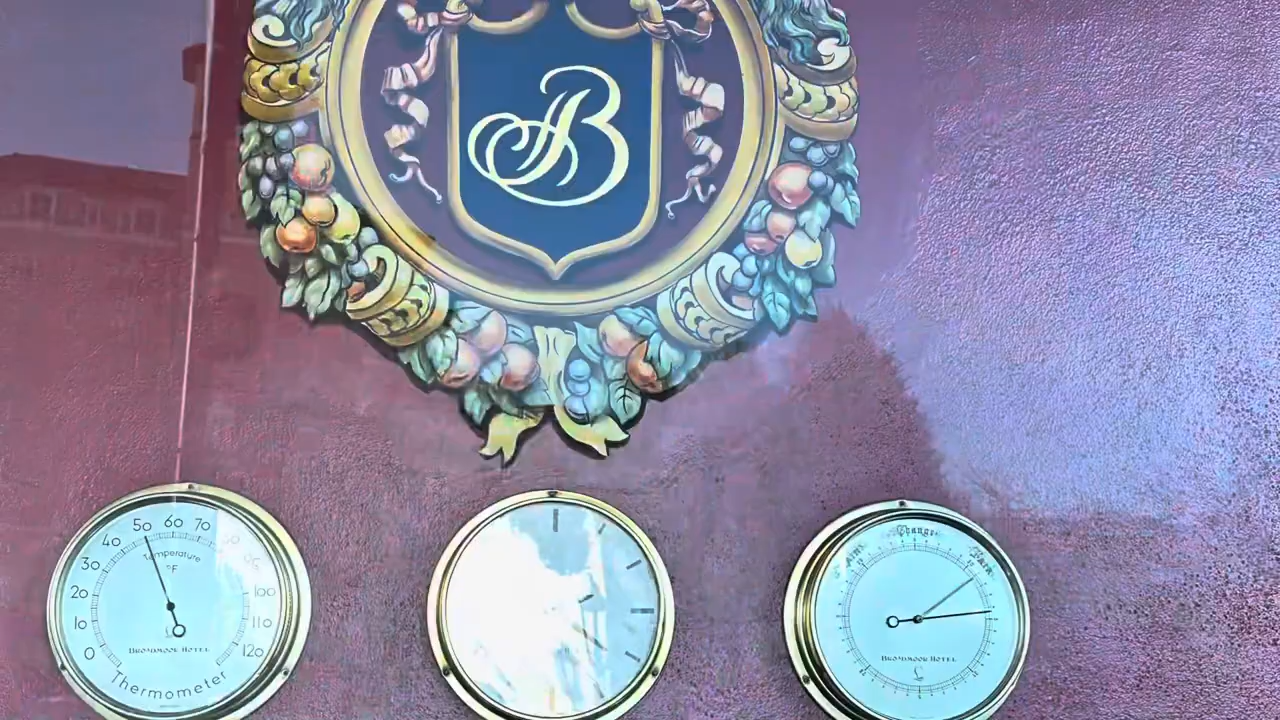 B
50 60 70
40
30
20
10
0
100
110
120
Temperature
°F
BROADMOOR HOTEL
Thermometer
Change
BROADMOOR HOTEL